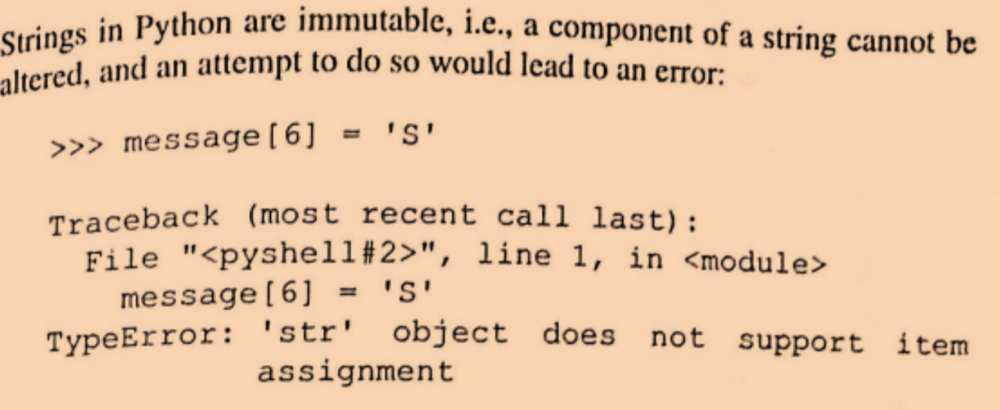 Strings in Python are immutable, i.e., a component of a string cannot be
altered, and an attempt to do so would lead to an error:
>>> message[6] = 'S'
Traceback (most recent call last):
File "<pyshell#2>", line 1, in <module>
message[6] = 'S'
TypeError: 'str' object does not support item
assignment